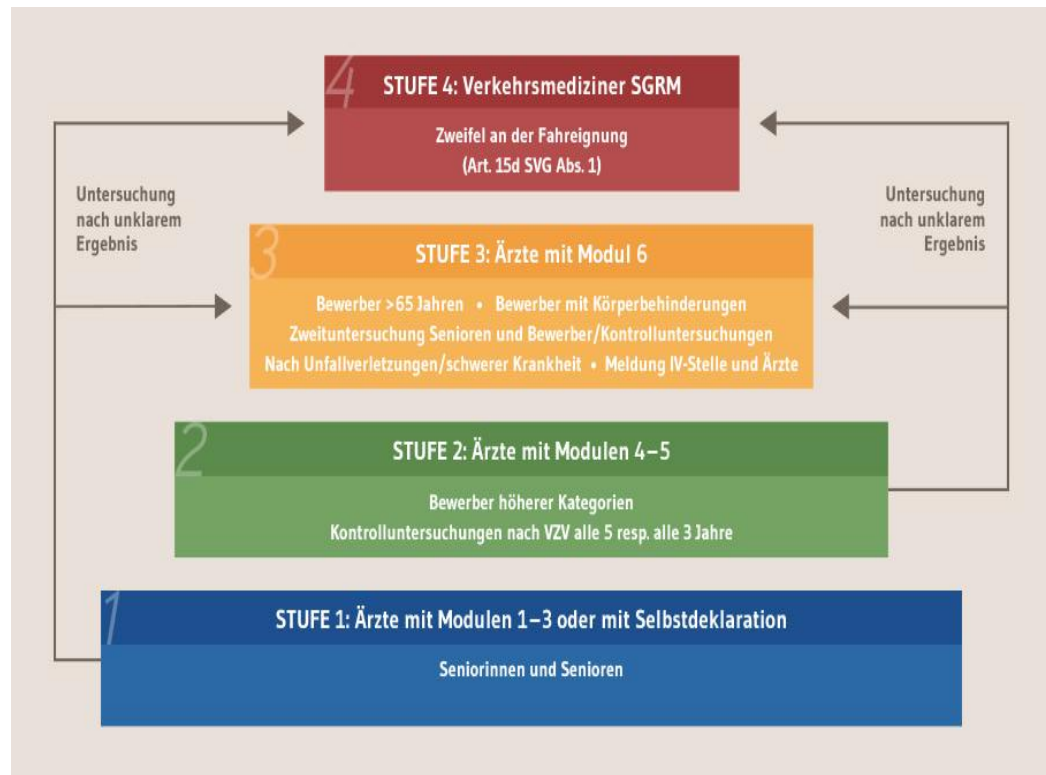 4
STUFE 4: Verkehrsmediziner SGRM
Zweifel an der Fahreignung
(Art. 15d SVG Abs. 1)
Untersuchung
nach unklarem
Ergebnis
Untersuchung
nach unklarem
Ergebnis
3
STUFE 3: Ärzte mit Modul 6
Bewerber >65 Jahren • Bewerber mit Körperbehinderungen
Zweituntersuchung Senioren und Bewerber/Kontrolluntersuchungen
Nach Unfallverletzungen/schwerer Krankheit • Meldung IV-Stelle und Ärzte
2
STUFE 2: Ärzte mit Modulen 4–5
Bewerber höherer Kategorien
Kontrolluntersuchungen nach VZV alle 5 resp. alle 3 Jahre
1
STUFE 1: Ärzte mit Modulen 1–3 oder mit Selbstdeklaration
Seniorinnen und Senioren